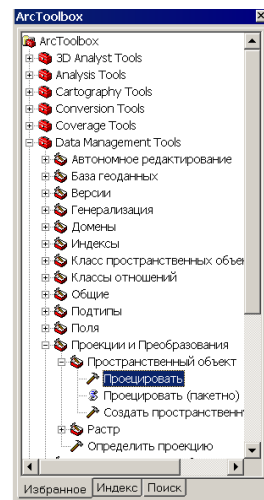 ArcToolbox
ArcToolbox
3D Analyst Tools
Analysis Tools
Cartography Tools
Conversion Tools
Coverage Tools
Data Management Tools
Автономное редактирование
База геоданных
Версии
Генерализация
Домены
Индексы
Класс пространственных объе
Классы отношений
Общие
Подтипы
Поля
Проекции и Преобразования
Пространственный объект
Проецировать
Проецировать (пакетно)
Создать пространственн
Растр
Определить проекцию
Избранное Индекс Поиск